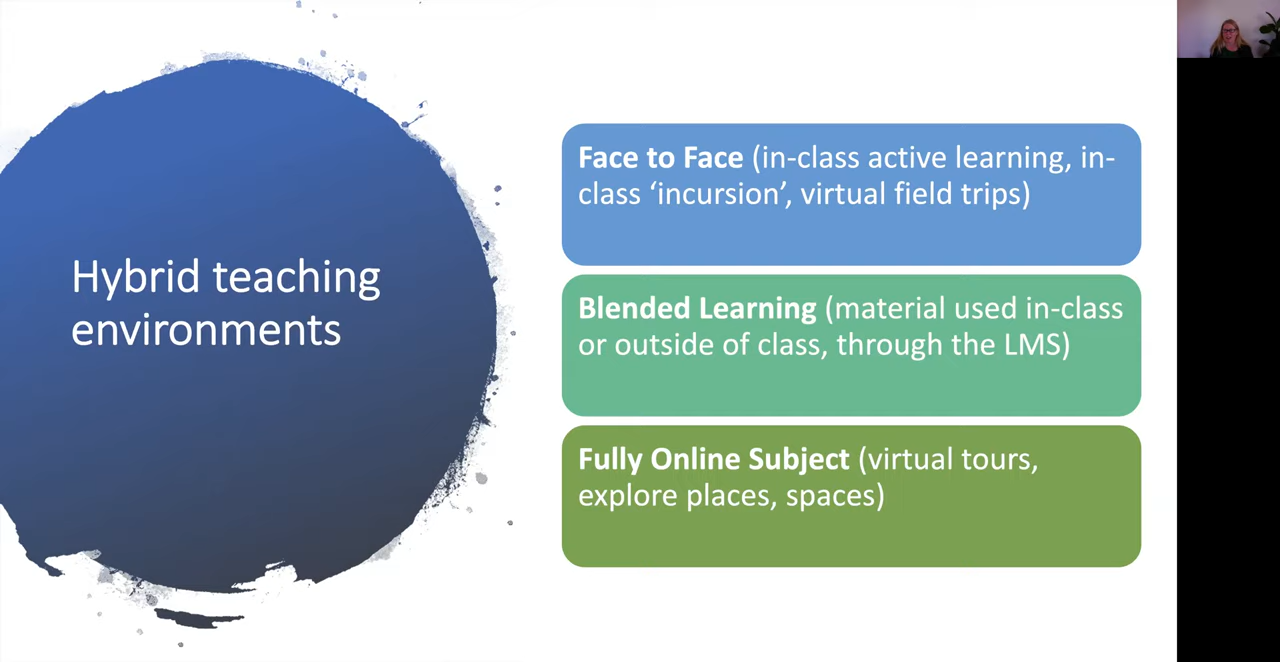 Hybrid teaching
environments
Face to Face (in-class active learning, in-
class ‘incursion’, virtual field trips)
Blended Learning (material used in-class
or outside of class, through the LMS)
Fully Online Subject (virtual tours,
explore places, spaces)